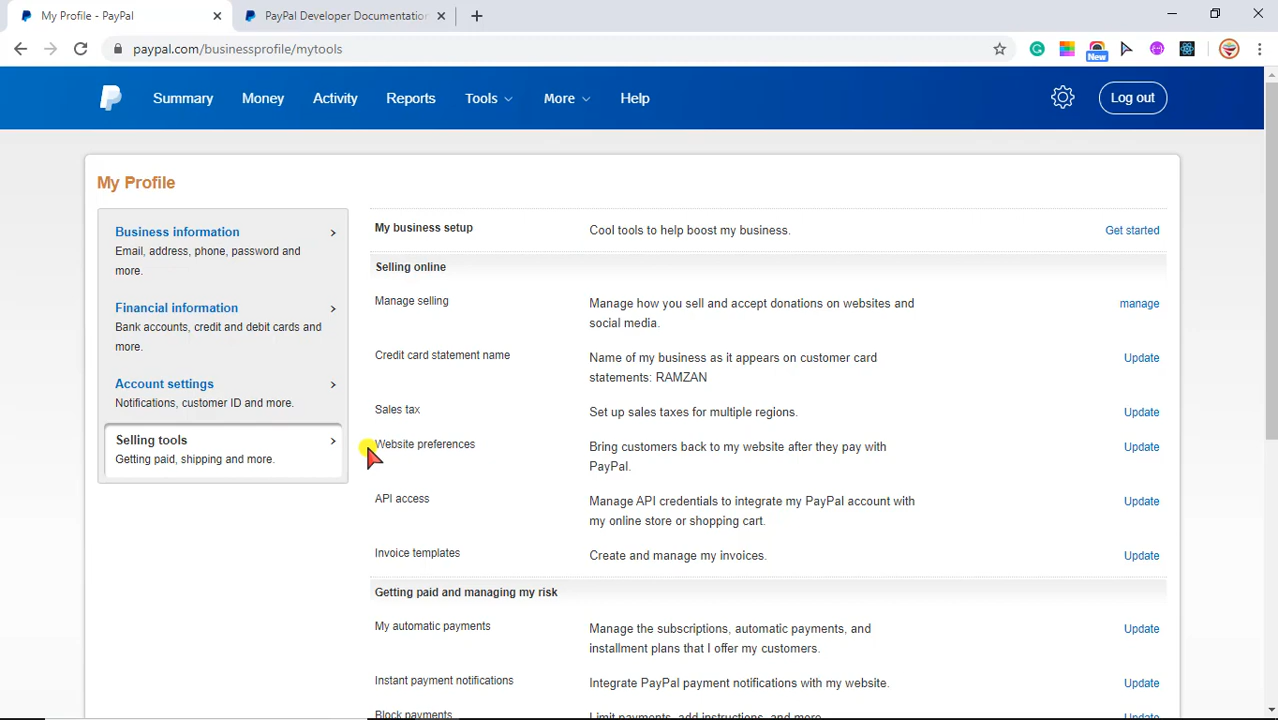 My Profile - PayPal
PayPal Developer Documentation
paypal.com/businessprofile/mytools
New
Summary Money Activity Reports Tools More Help Log out
My Profile
Business information
Email, address, phone, password and
more.
Financial information
Bank accounts, credit and debit cards and
more.
Account settings
Notifications, customer ID and more.
Selling tools
Getting paid, shipping and more.
My business setup Cool tools to help boost my business. Get started
Selling online
Manage selling Manage how you sell and accept donations on websites and manage
social media.
Credit card statement name Name of my business as it appears on customer card Update
statements: RAMZAN
Sales tax Set up sales taxes for multiple regions. Update
Website preferences Bring customers back to my website after they pay with Update
PayPal.
API access Manage API credentials to integrate my PayPal account with Update
my online store or shopping cart.
Invoice templates Create and manage my invoices. Update
Getting paid and managing my risk
My automatic payments Manage the subscriptions, automatic payments, and Update
installment plans that I offer my customers.
Instant payment notifications Integrate PayPal payment notifications with my website. Update
Block payments Limit payments, add instructions, and more. Update